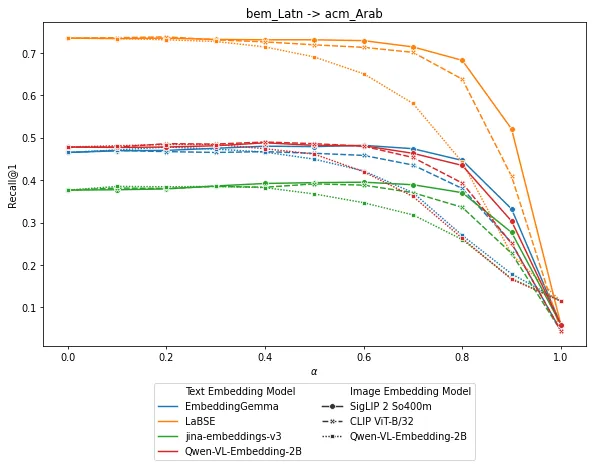 bem_Latn -> acm_Arab
Recall@1
0.7
0.6
0.5
0.4
0.3
0.2
0.1
0.0 0.2 0.4 0.6 0.8 1.0
α
Text Embedding Model Image Embedding Model
EmbeddingGemma SigLIP 2 So400m
LaBSE CLIP ViT-B/32
jina-embeddings-v3 Qwen-VL-Embedding-2B
Qwen-VL-Embedding-2B